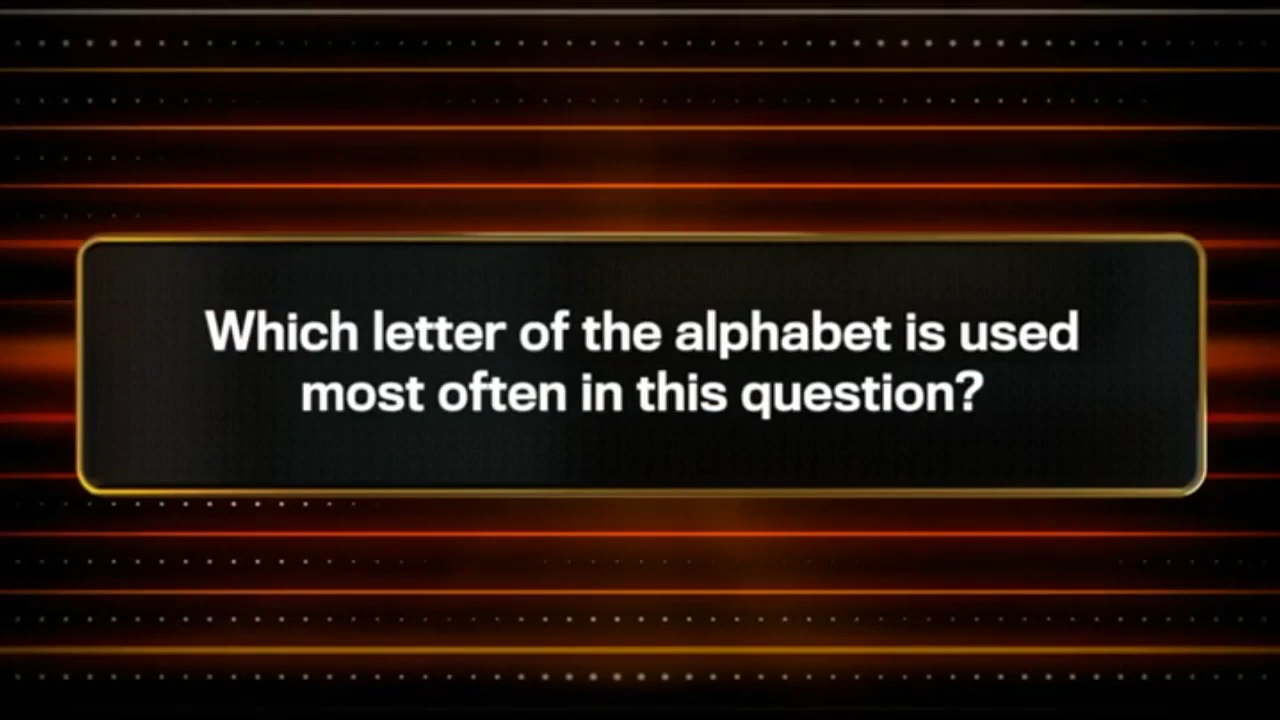 Which letter of the alphabet is used
most often in this question?